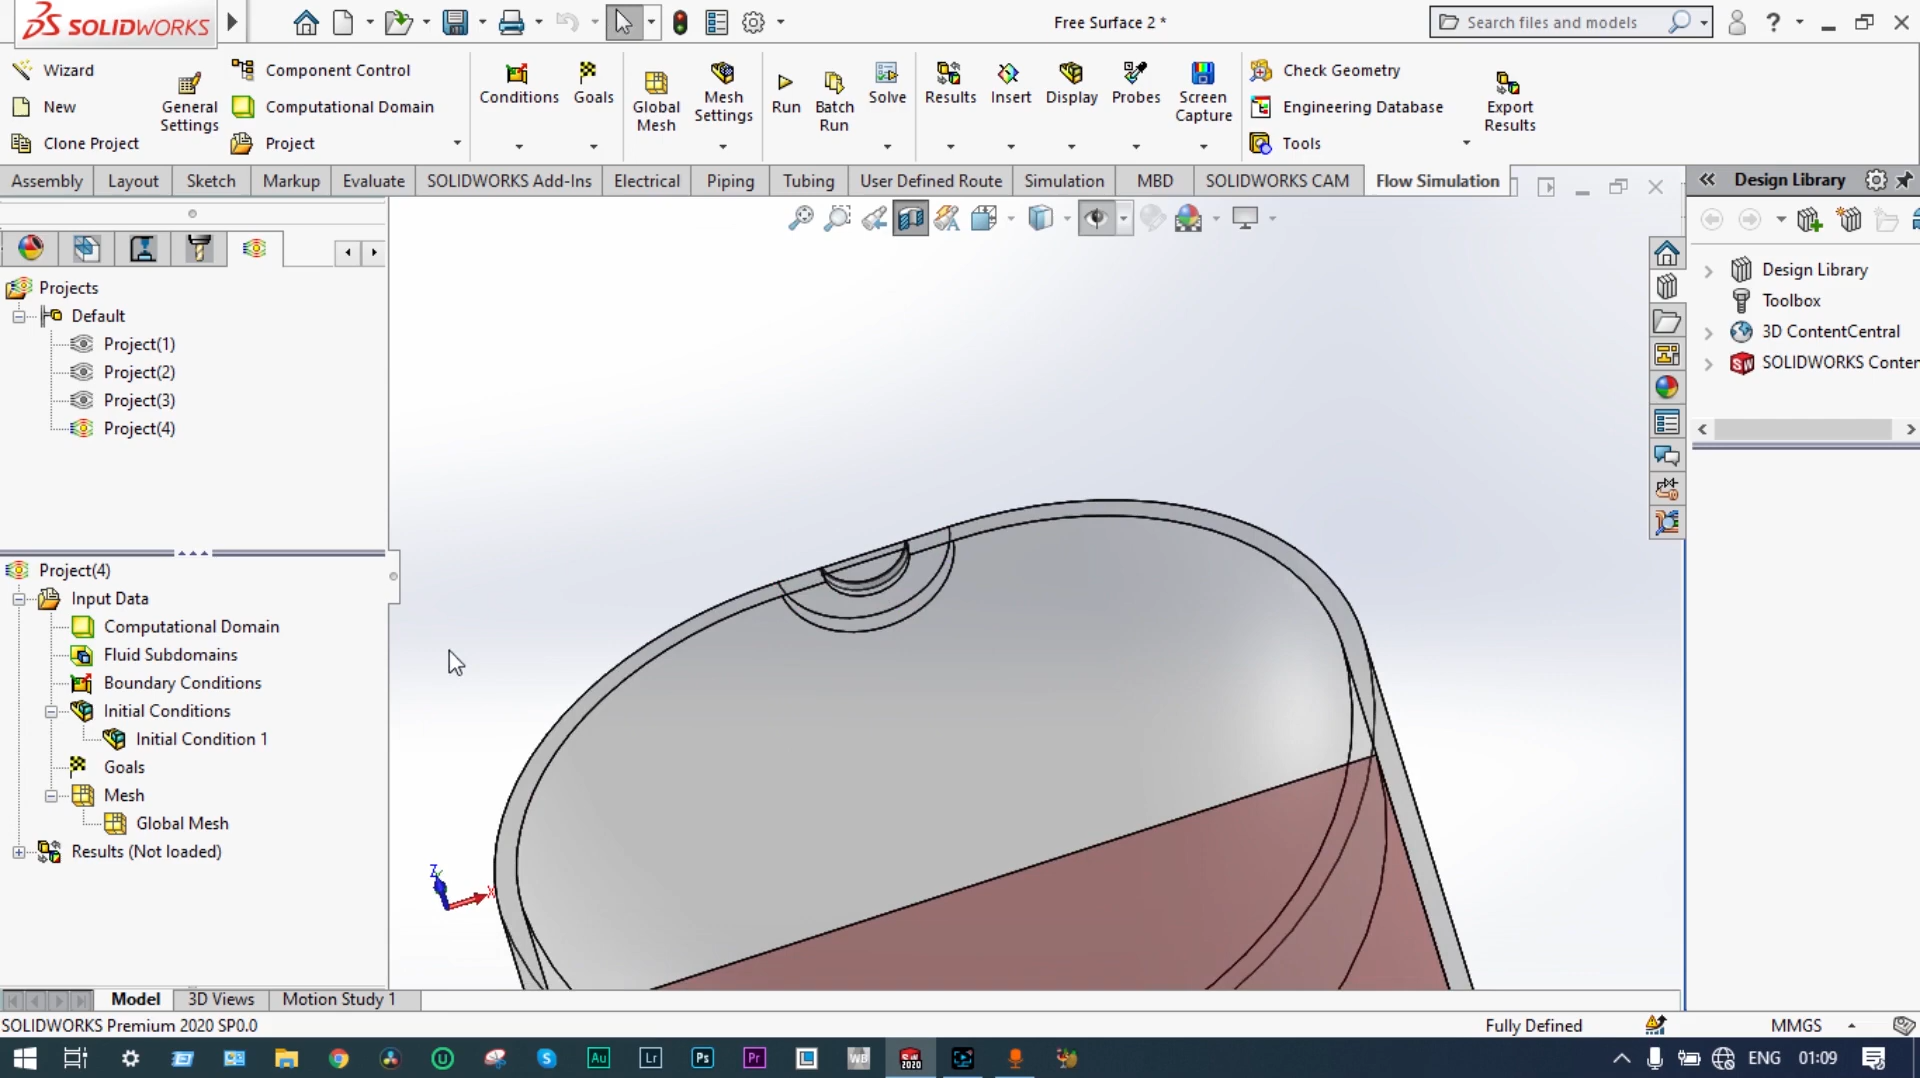 SOLIDWORKS
Free Surface 2 *
Search files and models
?
Wizard
New
Clone Project
General
Settings
Component Control
Computational Domain
Project
Conditions
Goals
Global
Mesh
Mesh
Settings
Run
Batch
Run
Solve
Results
Insert
Display
Probes
Screen
Capture
Check Geometry
Engineering Database
Tools
Export
Results
Assembly
Layout
Sketch
Markup
Evaluate
SOLIDWORKS Add-Ins
Electrical
Piping
Tubing
User Defined Route
Simulation
MBD
SOLIDWORKS CAM
Flow Simulation
Design Library
Projects
Default
Project(1)
Project(2)
Project(3)
Project(4)
Project(4)
Input Data
Computational Domain
Fluid Subdomains
Boundary Conditions
Initial Conditions
Initial Condition 1
Goals
Mesh
Global Mesh
Results (Not loaded)
Z
X
Design Library
Toolbox
3D ContentCentral
SOLIDWORKS Conter
Model
3D Views
Motion Study 1
SOLIDWORKS Premium 2020 SP0.0
Fully Defined
MMGS
Au
Lr
Ps
Pr
WB
ENG
01:09